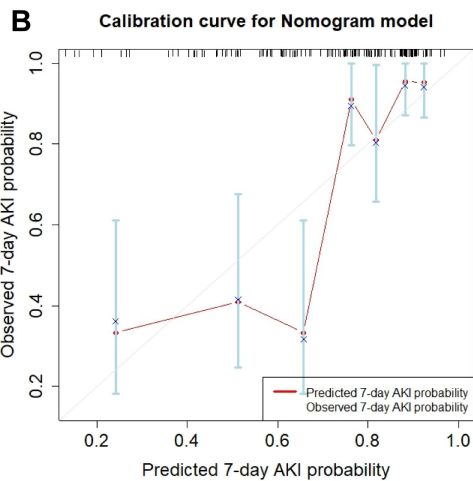 B
Calibration curve for Nomogram model
Observed 7-day AKI probability
1.0
0.8
0.6
0.4
0.2
Predicted 7-day AKI probability
Observed 7-day AKI probability
0.2 0.4 0.6 0.8 1.0
Predicted 7-day AKI probability